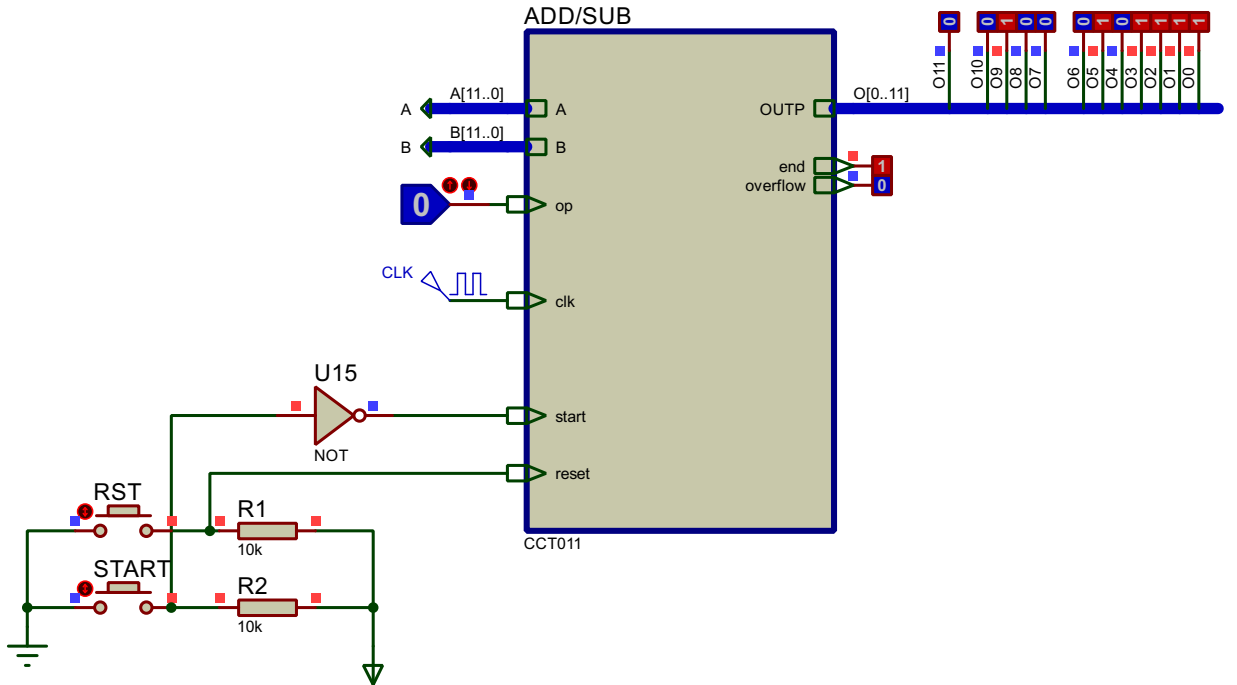 ADD/SUB
0 0 1 0 0 0 1 0 1 1 1 1
O11 O10 O9 O8 O7 O6 O5 O4 O3 O2 O1 O0
A A[11..0] A OUTP O[0..11]
B B[11..0] B
end 1
overflow 0
0 op
CLK clk
U15
start
NOT
reset
RST R1
10k
CCT011
START R2
10k